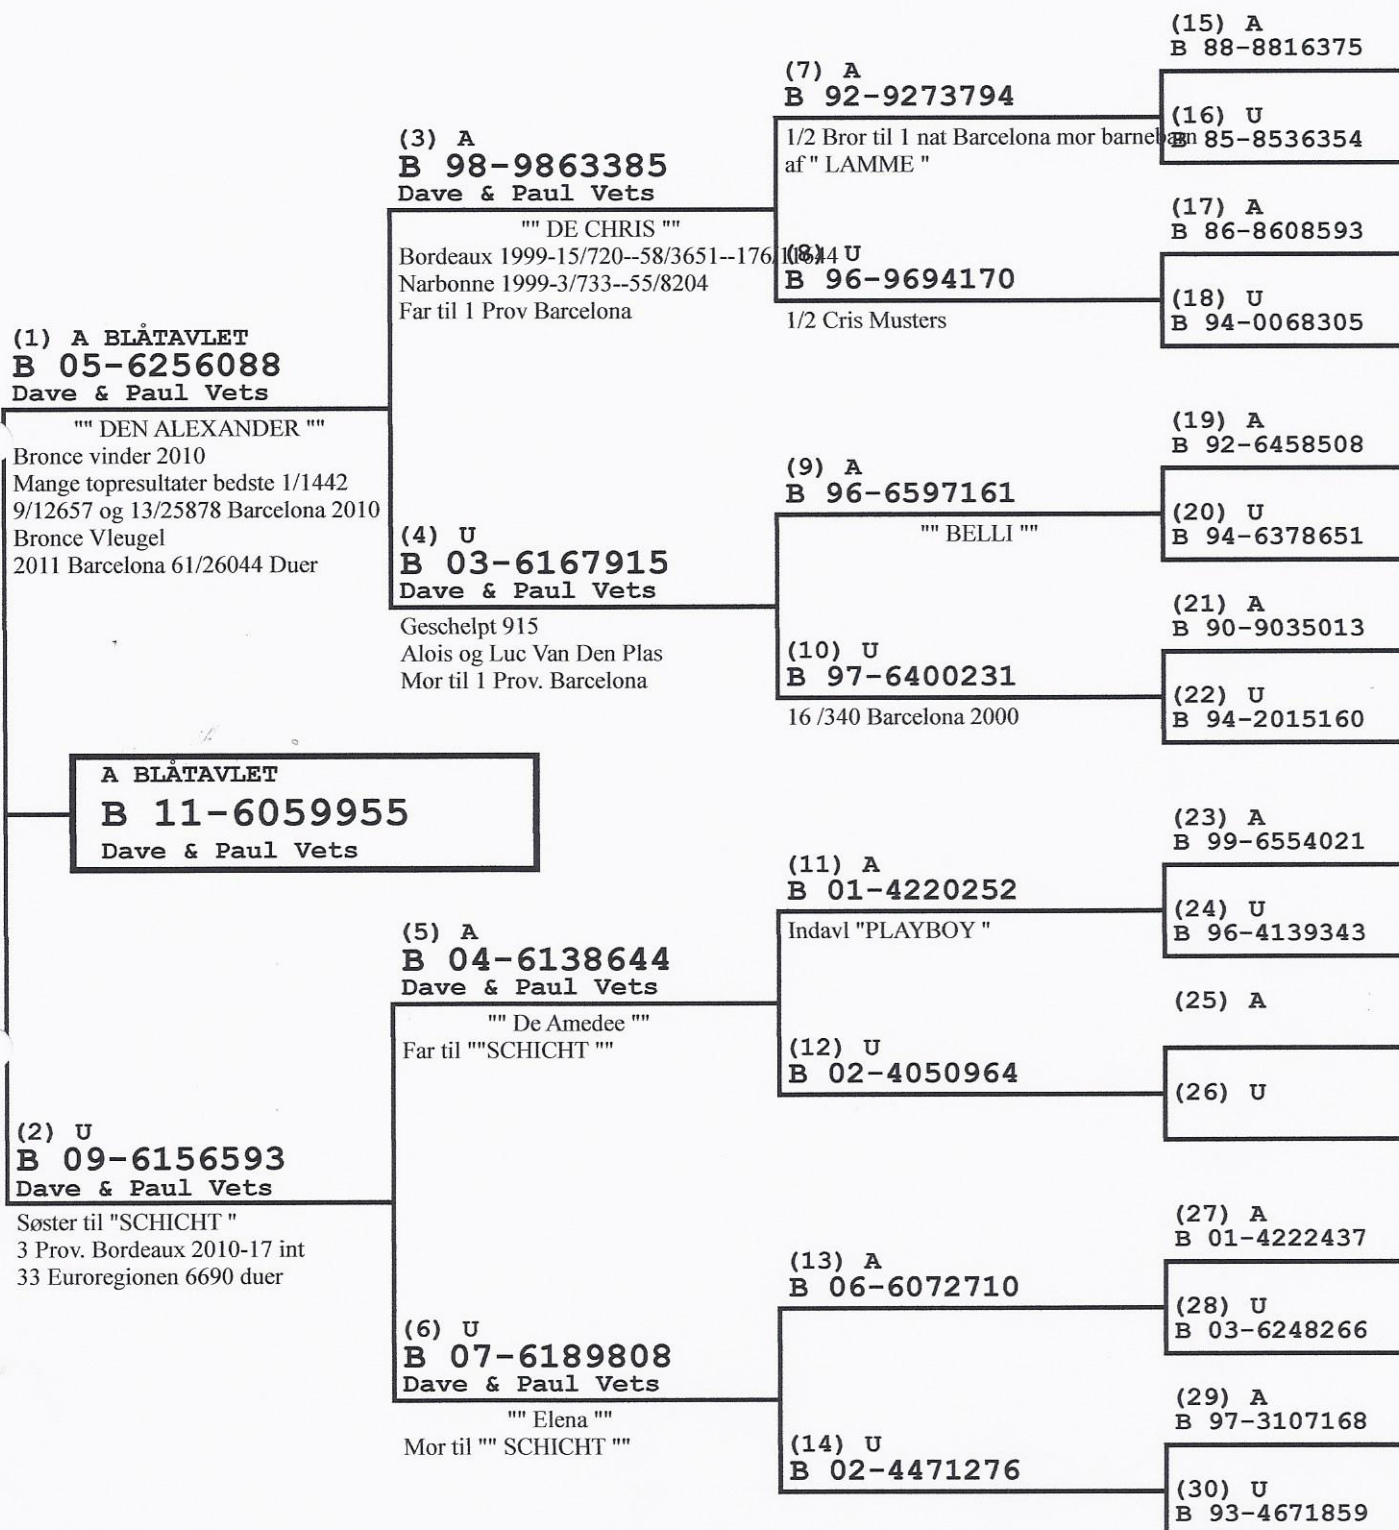 (1) A BLÅTAVLET
B 05-6256088
Dave & Paul Vets
"" DEN ALEXANDER ""
Bronce vinder 2010
Mange topresultater bedste 1/1442
9/12657 og 13/25878 Barcelona 2010
Bronce Vleugel
2011 Barcelona 61/26044 Duer
A BLÅTAVLET
B 11-6059955
Dave & Paul Vets
(2) U
B 09-6156593
Dave & Paul Vets
Søster til "SCHICHT "
3 Prov. Bordeaux 2010-17 int
33 Euroregionen 6690 duer
(3) A
B 98-9863385
Dave & Paul Vets
"" DE CHRIS ""
Bordeaux 1999-15/720--58/3651--176/11644
Narbonne 1999-3/733--55/8204
Far til 1 Prov Barcelona
(4) U
B 03-6167915
Dave & Paul Vets
Geschelpt 915
Alois og Luc Van Den Plas
Mor til 1 Prov. Barcelona
(5) A
B 04-6138644
Dave & Paul Vets
"" De Amedee ""
Far til ""SCHICHT ""
(6) U
B 07-6189808
Dave & Paul Vets
"" Elena ""
Mor til "" SCHICHT ""
(7) A
B 92-9273794
1/2 Bror til 1 nat Barcelona mor barnebarn
af " LAMME "
(8) U
B 96-9694170
1/2 Cris Musters
(9) A
B 96-6597161
"" BELLI ""
(10) U
B 97-6400231
16 /340 Barcelona 2000
(11) A
B 01-4220252
Indavl "PLAYBOY "
(12) U
B 02-4050964
(13) A
B 06-6072710
(14) U
B 02-4471276
(15) A
B 88-8816375
(16) U
B 85-8536354
(17) A
B 86-8608593
(18) U
B 94-0068305
(19) A
B 92-6458508
(20) U
B 94-6378651
(21) A
B 90-9035013
(22) U
B 94-2015160
(23) A
B 99-6554021
(24) U
B 96-4139343
(25) A
(26) U
(27) A
B 01-4222437
(28) U
B 03-6248266
(29) A
B 97-3107168
(30) U
B 93-4671859